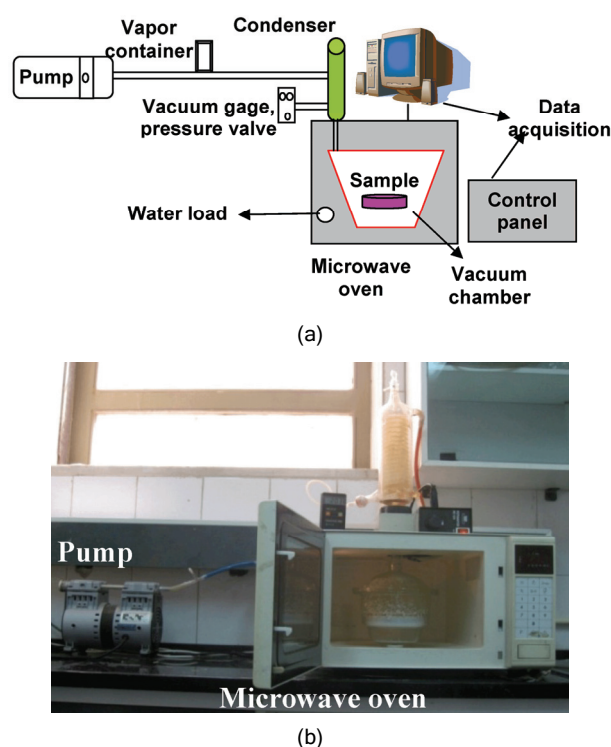 Vapor
container
Condenser
Pump
Vacuum gage,
pressure valve
Data
acquisition
Sample
Control
panel
Water load
Microwave
oven
Vacuum
chamber
(a)
Pump
Microwave oven
(b)